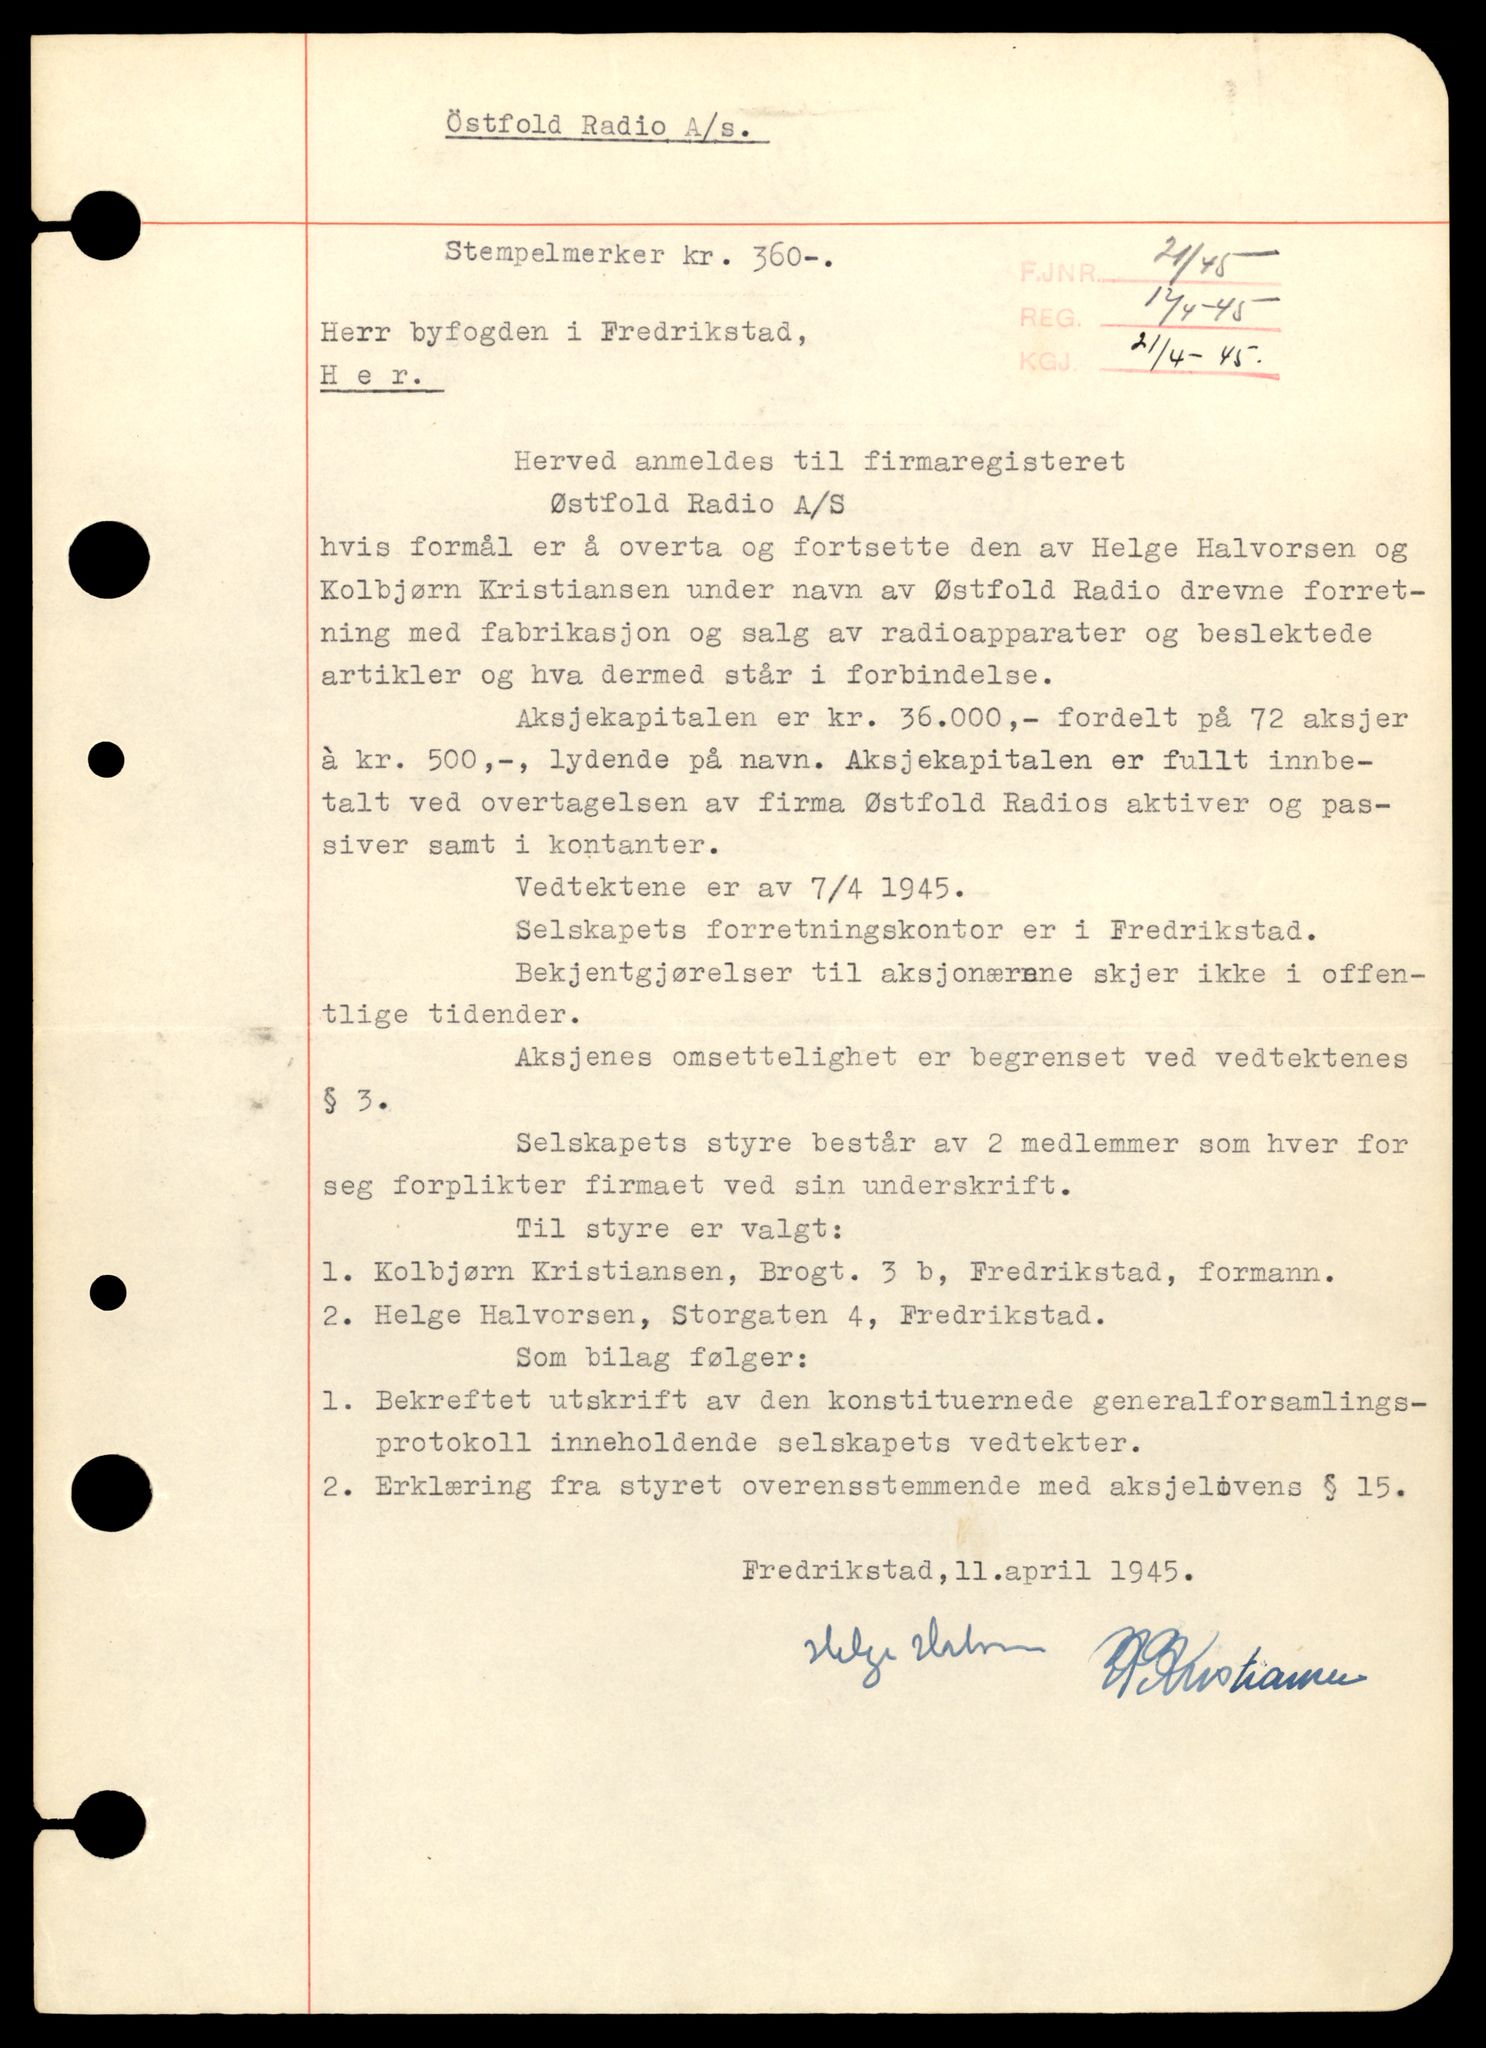 Östfold Radio A/s.
Stempelmerker kr. 360-.
F.JNR. 21/45
REG. 12/4-45
KGJ. 21/4-45.
Herr byfogden i Fredrikstad,
H e r.
Herved anmeldes til firmaregisteret
Østfold Radio A/S
hvis formål er å overta og fortsette den av Helge Halvorsen og
Kolbjørn Kristiansen under navn av Østfold Radio drevne forret-
ning med fabrikasjon og salg av radioapparater og beslektede
artikler og hva dermed står i forbindelse.
Aksjekapitalen er kr. 36.000,- fordelt på 72 aksjer
à kr. 500,-, lydende på navn. Aksjekapitalen er fullt innbe-
talt ved overtagelsen av firma Østfold Radios aktiver og pas-
siver samt i kontanter.
Vedtektene er av 7/4 1945.
Selskapets forretningskontor er i Fredrikstad.
Bekjentgjørelser til aksjonærene skjer ikke i offen-
tlige tidender.
Aksjenes omsettelighet er begrenset ved vedtektenes
§ 3.
Selskapets styre består av 2 medlemmer som hver for
seg forplikter firmaet ved sin underskrift.
Til styre er valgt:
1. Kolbjørn Kristiansen, Brogt. 3 b, Fredrikstad, formann.
2. Helge Halvorsen, Storgaten 4, Fredrikstad.
Som bilag følger:
1. Bekreftet utskrift av den konstituernede generalforsamlings-
protokoll inneholdende selskapets vedtekter.
2. Erklæring fra styret overensstemmende med aksjelovens § 15.
Fredrikstad,11.april 1945.
Helge Halvorsen Kristiansen